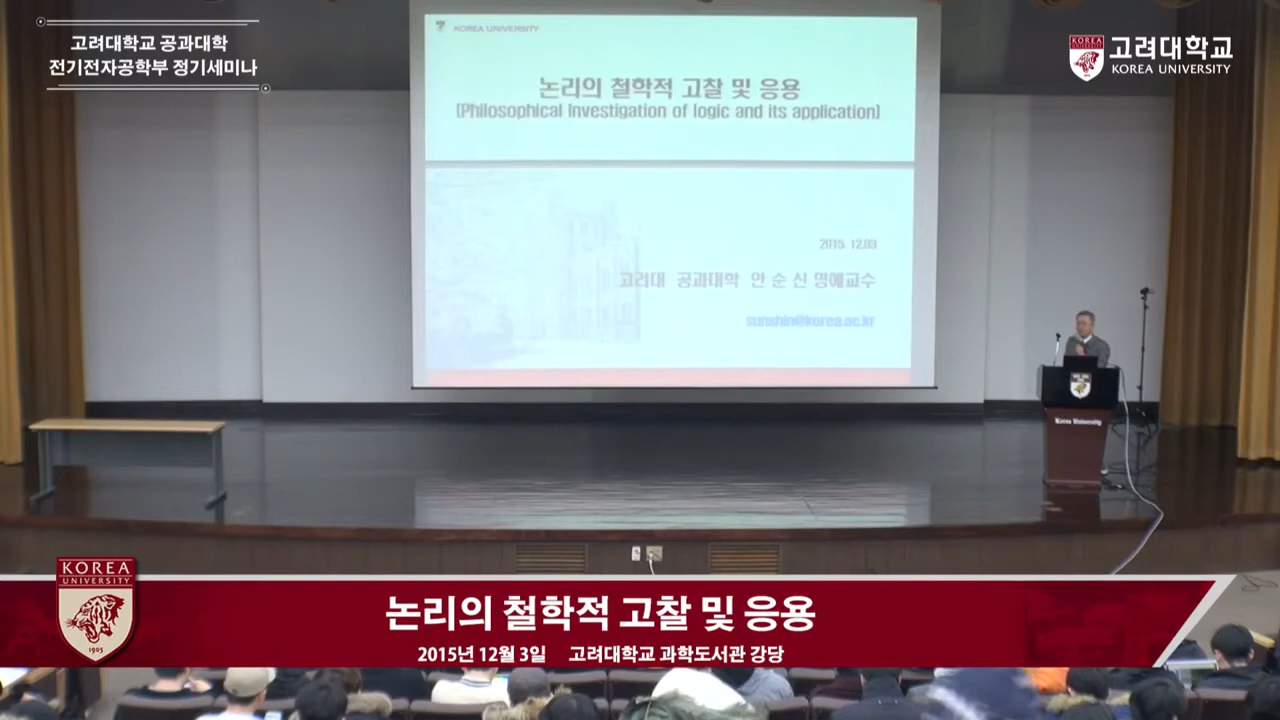 고려대학교 공과대학
전기전자공학부 정기세미나
KOREA
고려대학교
KOREA UNIVERSITY
KOREA UNIVERSITY
논리의 철학적 고찰 및 응용
(Philosophical Investigation of logic and its application)
2015. 12.03
고려대 공과대학 안 순 신 명예교수
sunshin@korea.ac.kr
Korea University
KOREA
UNIVERSITY
1905
논리의 철학적 고찰 및 응용
2015년 12월 3일 고려대학교 과학도서관 강당